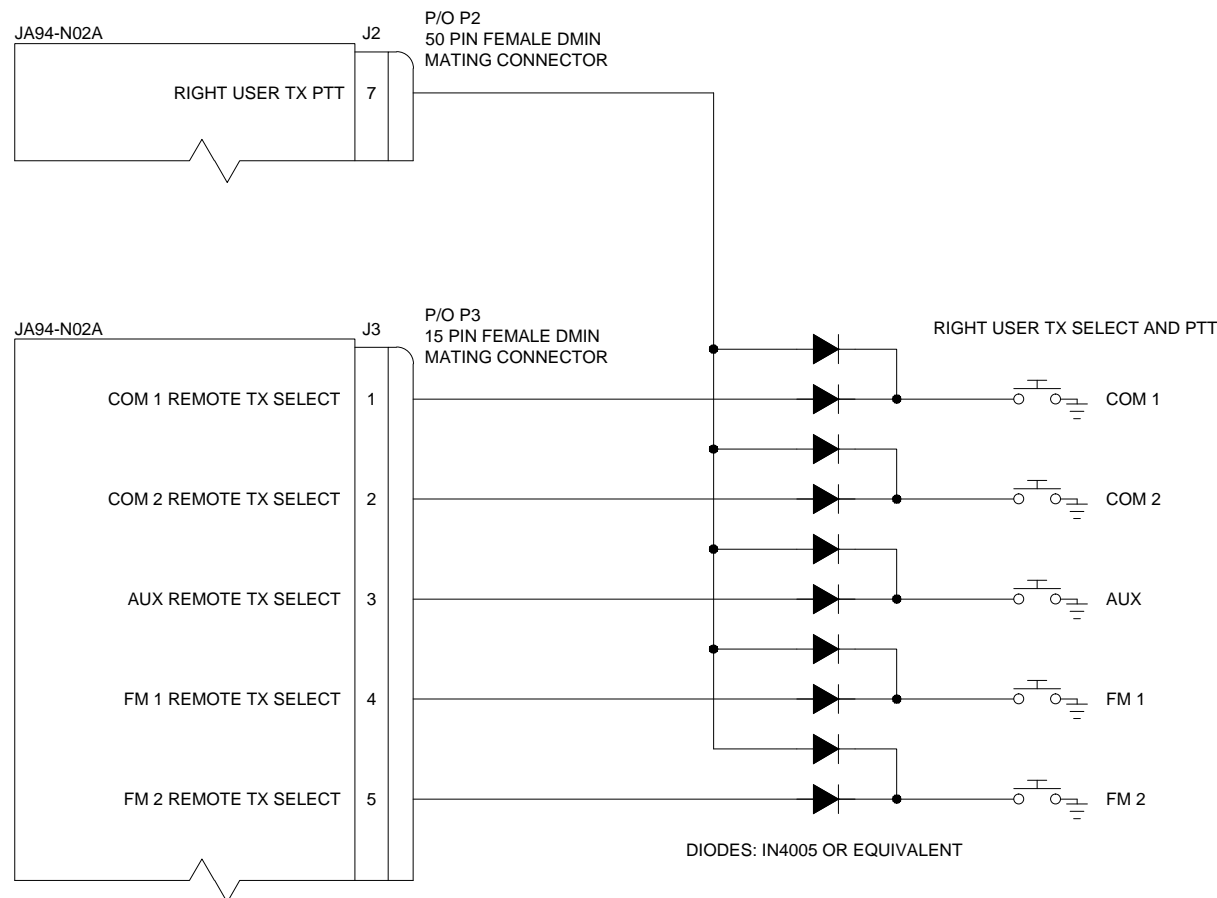 P/O P2
JA94-N02A J2 50 PIN FEMALE DMIN
MATING CONNECTOR
RIGHT USER TX PTT 7
P/O P3
JA94-N02A J3 15 PIN FEMALE DMIN
MATING CONNECTOR
RIGHT USER TX SELECT AND PTT
COM 1 REMOTE TX SELECT 1 COM 1
COM 2 REMOTE TX SELECT 2 COM 2
AUX REMOTE TX SELECT 3 AUX
FM 1 REMOTE TX SELECT 4 FM 1
FM 2 REMOTE TX SELECT 5 FM 2
DIODES: IN4005 OR EQUIVALENT